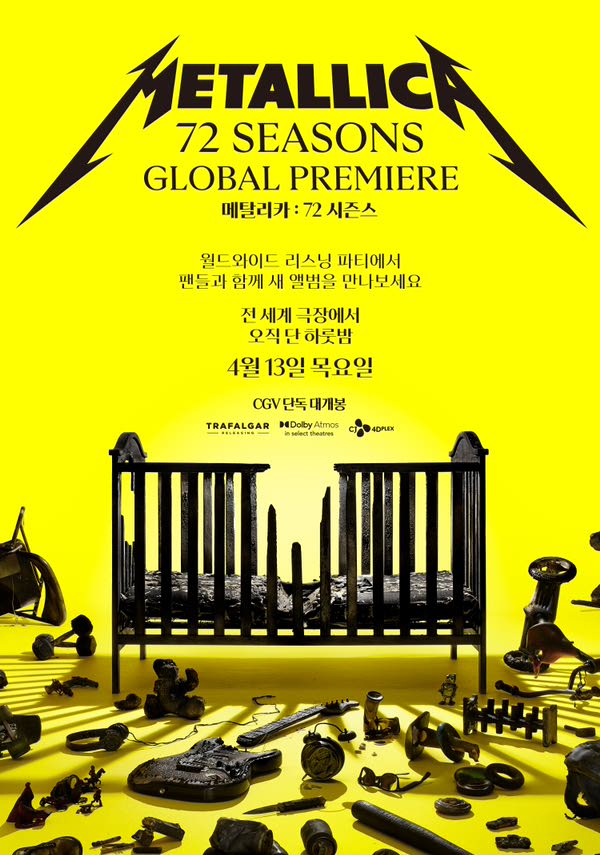 METALLICA
72 SEASONS
GLOBAL PREMIERE
메탈리카 : 72 시즌스
월드와이드 리스닝 파티에서
팬들과 함께 새 앨범을 만나보세요
전 세계 극장에서
오직 단 하룻밤
4월 13일 목요일
CGV 단독 대개봉
TRAFALGAR
RELEASING
Dolby Atmos
in select theatres
CJ 4DPLEX